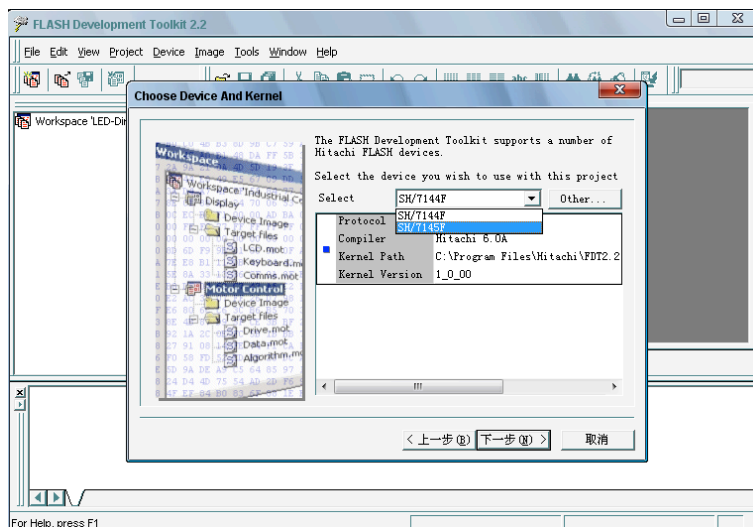 FLASH Development Toolkit 2.2
File Edit View Project Device Image Tools Window Help
abc
Choose Device And Kernel
Workspace 'LED-Dir
The FLASH Development Toolkit supports a number of
Hitachi FLASH devices.
Select the device you wish to use with this project
Select SH/7144F Other...
SH/7144F
SH/7145F
Protocol
Compiler Hitachi 6.0A
Kernel Path C:\Program Files\Hitachi\FDT2.2
Kernel Version 1_0_00
Workspace
Workspace "Industrial Co
Display
Device Image
Target files
LCD.mot
Keyboard.m
Comms.mot
Motor Control
Device Image
Target files
Drive.mot
Data.mot
Algorithm.mo
< 上一步(B) 下一步(N) > 取消
For Help, press F1